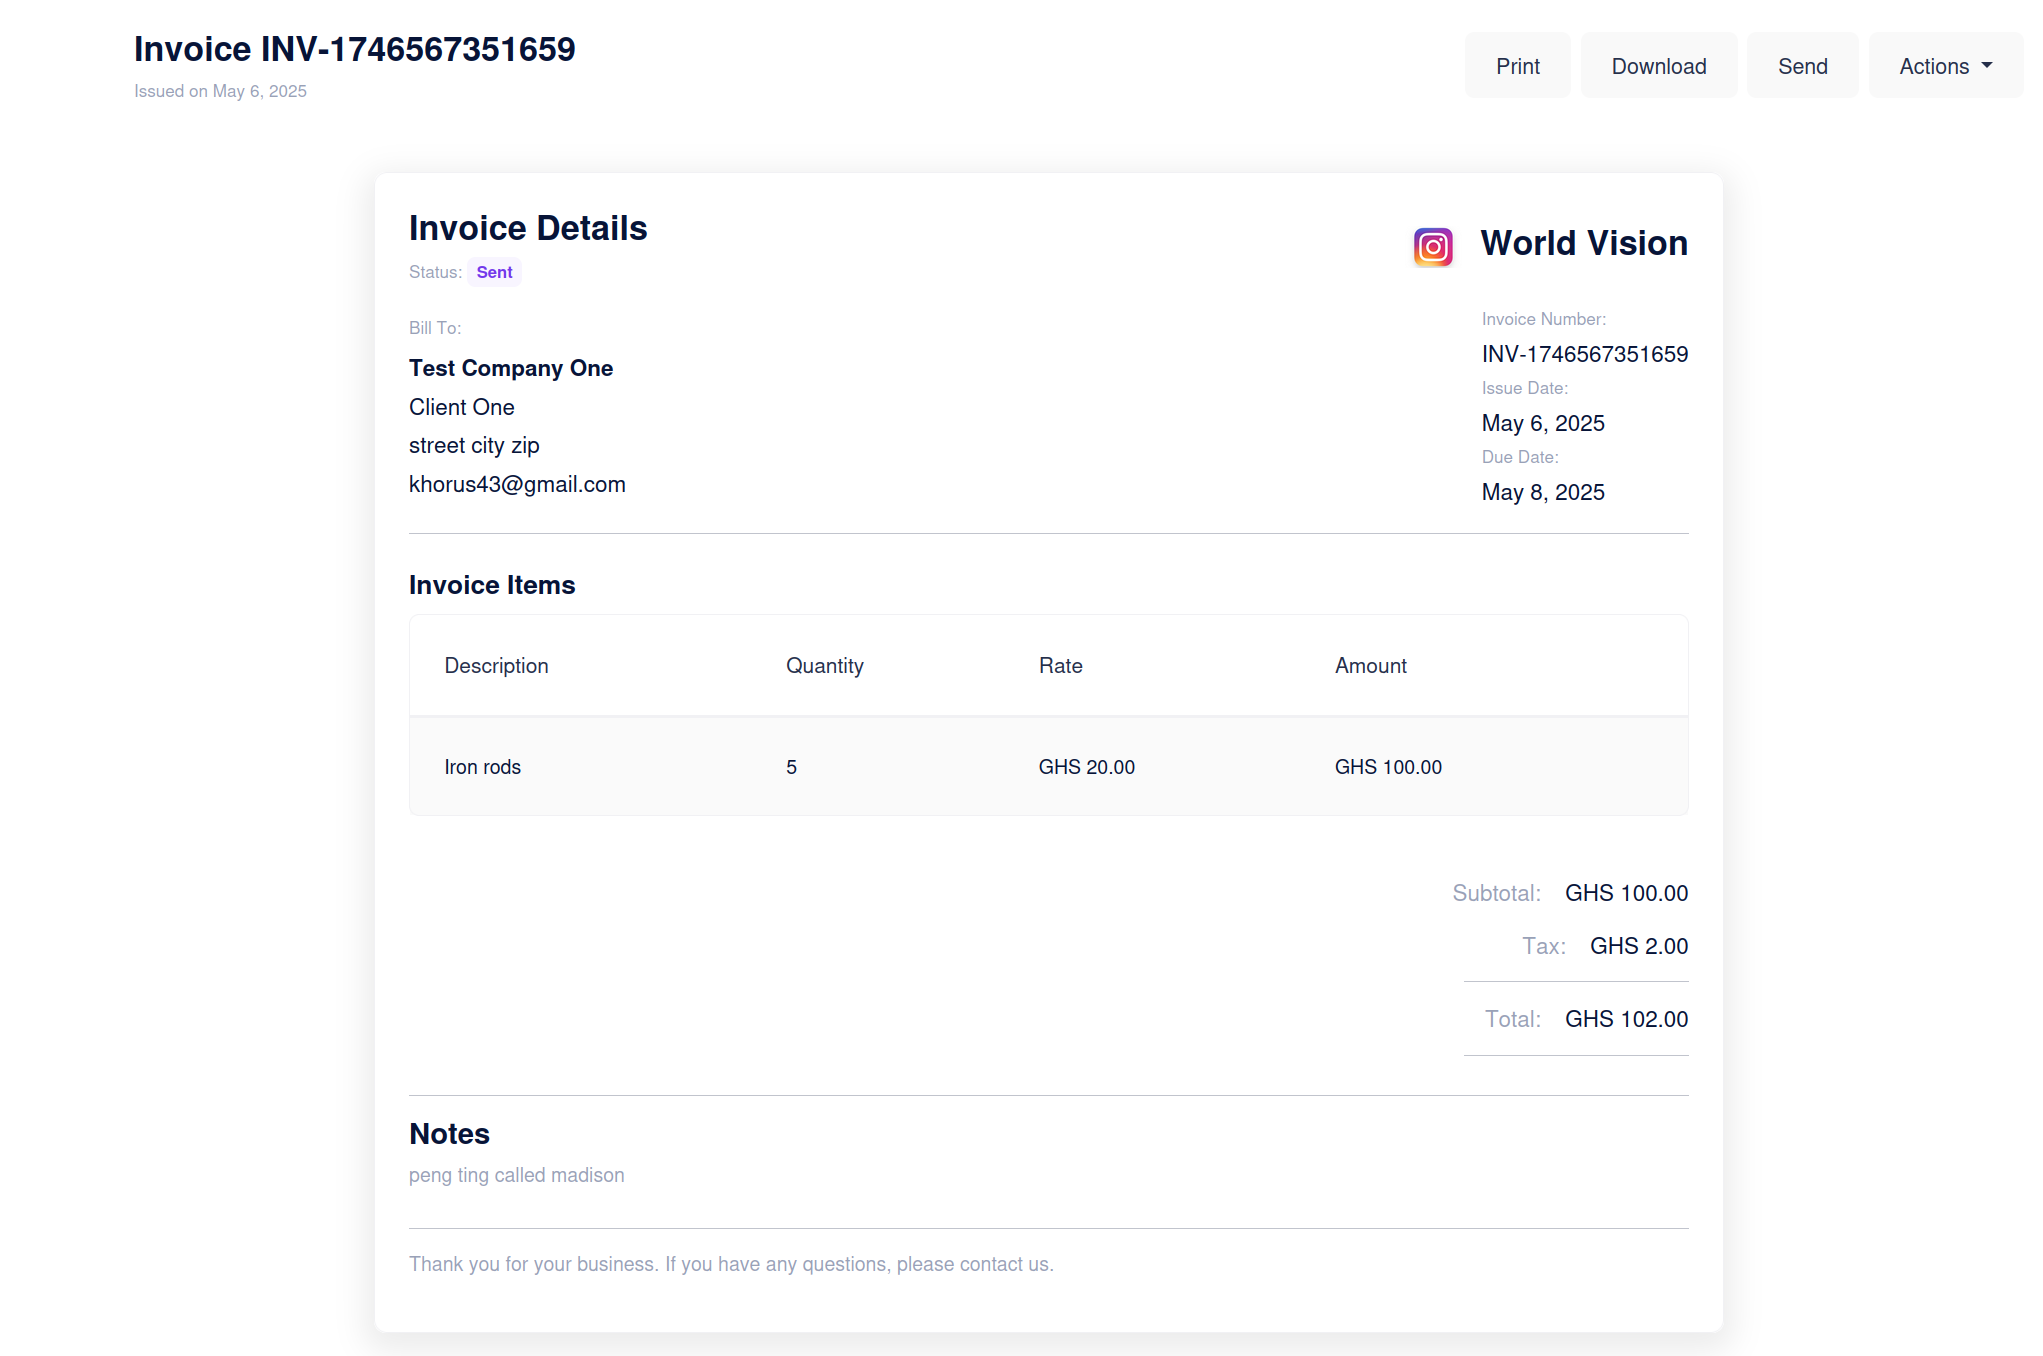 Invoice INV-1746567351659
Issued on May 6, 2025
Print Download Send Actions
Invoice Details
Status: Sent
World Vision
Bill To:
Test Company One
Client One
street city zip
khorus43@gmail.com
Invoice Number:
INV-1746567351659
Issue Date:
May 6, 2025
Due Date:
May 8, 2025
Invoice Items
Description Quantity Rate Amount
Iron rods 5 GHS 20.00 GHS 100.00
Subtotal: GHS 100.00
Tax: GHS 2.00
Total: GHS 102.00
Notes
peng ting called madison
Thank you for your business. If you have any questions, please contact us.